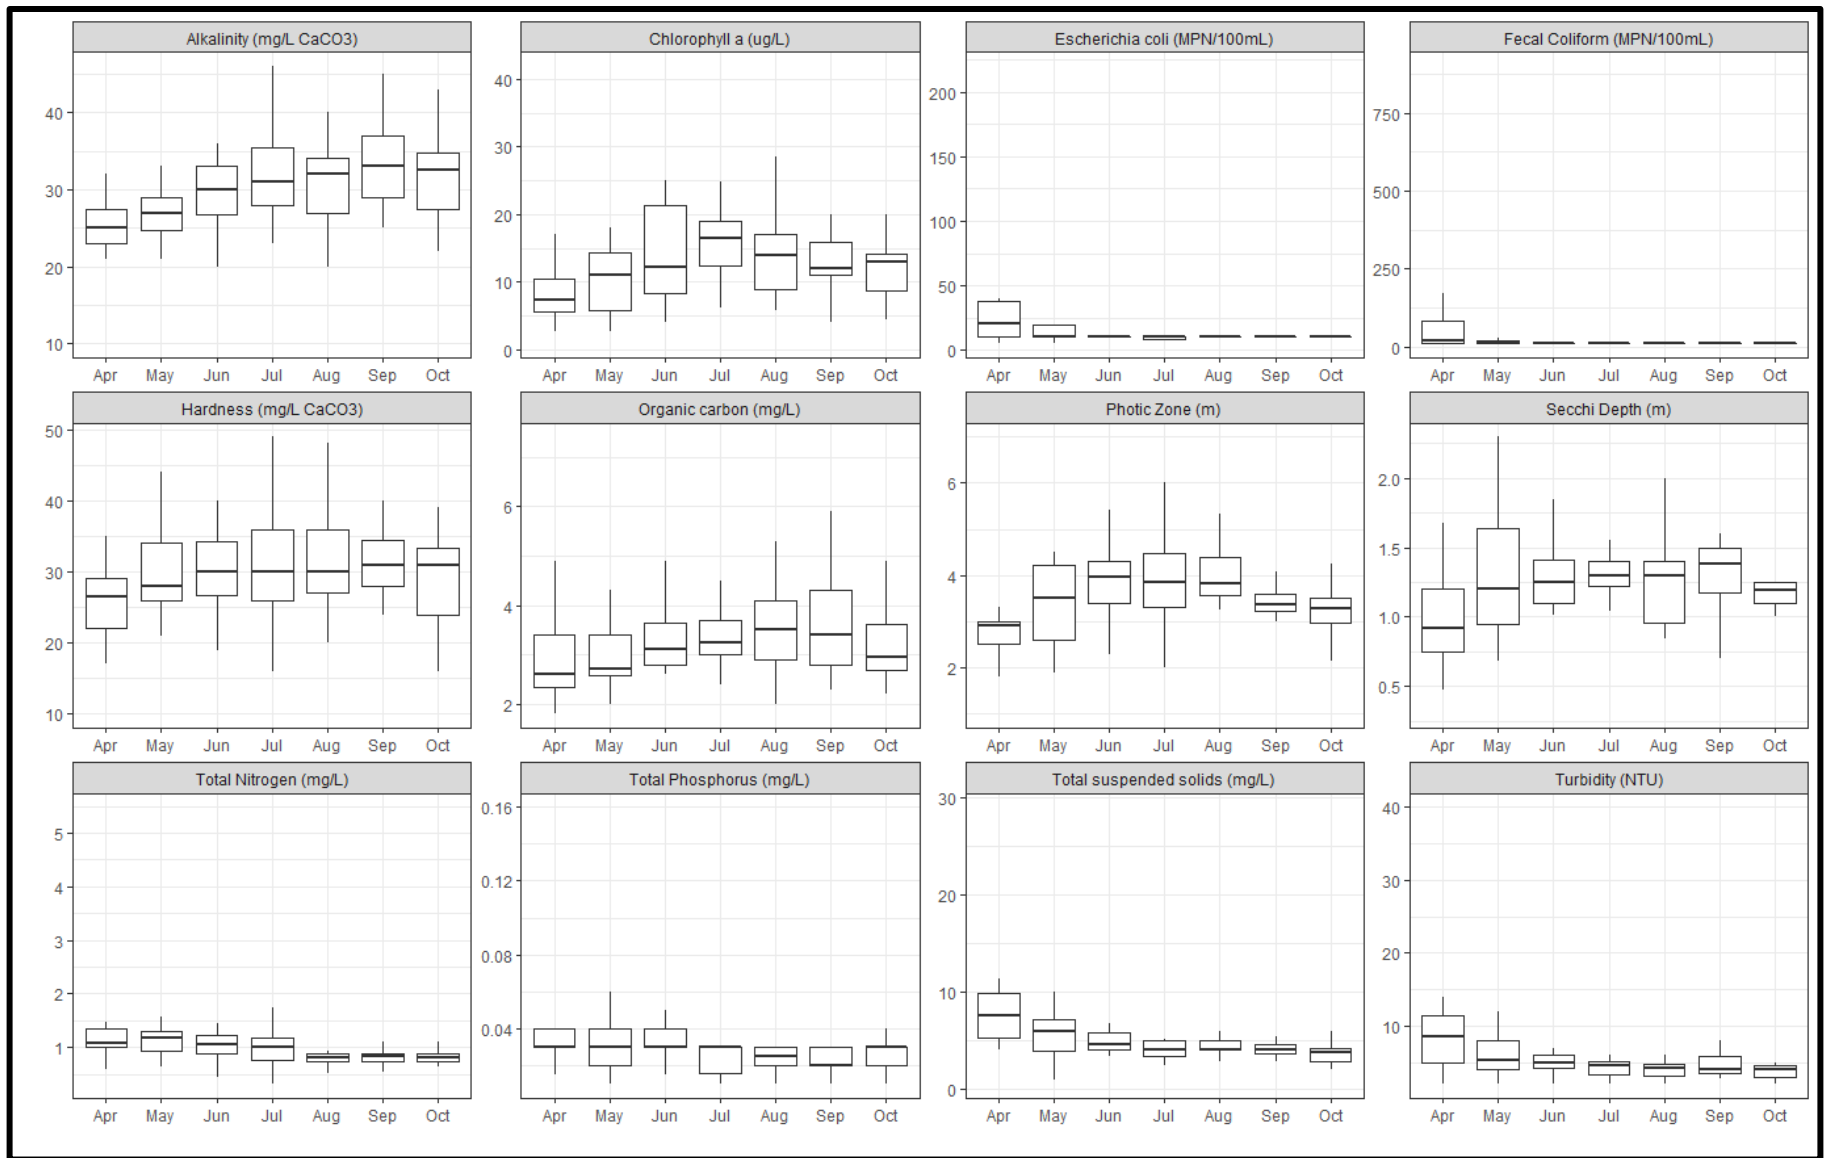 Alkalinity (mg/L CaCO3)
40
30
20
10
Apr May Jun Jul Aug Sep Oct
Chlorophyll a (ug/L)
40
30
20
10
0
Apr May Jun Jul Aug Sep Oct
Escherichia coli (MPN/100mL)
200
150
100
50
0
Apr May Jun Jul Aug Sep Oct
Fecal Coliform (MPN/100mL)
750
500
250
0
Apr May Jun Jul Aug Sep Oct
Hardness (mg/L CaCO3)
50
40
30
20
10
Apr May Jun Jul Aug Sep Oct
Organic carbon (mg/L)
6
4
2
Apr May Jun Jul Aug Sep Oct
Photic Zone (m)
6
4
2
Apr May Jun Jul Aug Sep Oct
Secchi Depth (m)
2.0
1.5
1.0
0.5
Apr May Jun Jul Aug Sep Oct
Total Nitrogen (mg/L)
5
4
3
2
1
Apr May Jun Jul Aug Sep Oct
Total Phosphorus (mg/L)
0.16
0.12
0.08
0.04
Apr May Jun Jul Aug Sep Oct
Total suspended solids (mg/L)
30
20
10
0
Apr May Jun Jul Aug Sep Oct
Turbidity (NTU)
40
30
20
10
Apr May Jun Jul Aug Sep Oct